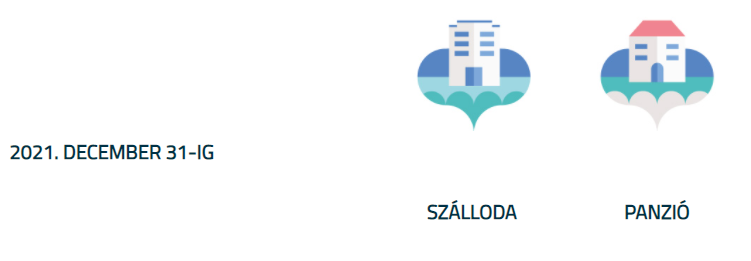 2021. DECEMBER 31-IG
SZÁLLODA
PANZIÓ